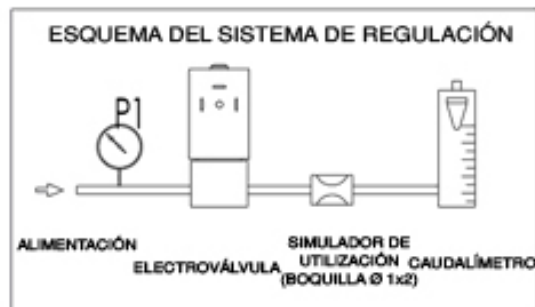 ESQUEMA DEL SISTEMA DE REGULACIÓN
P1
ALIMENTACIÓN
ELECTROVÁLVULA
SIMULADOR DE
UTILIZACIÓN
(BOQUILLA Ø 1x2)
CAUDALÍMETRO